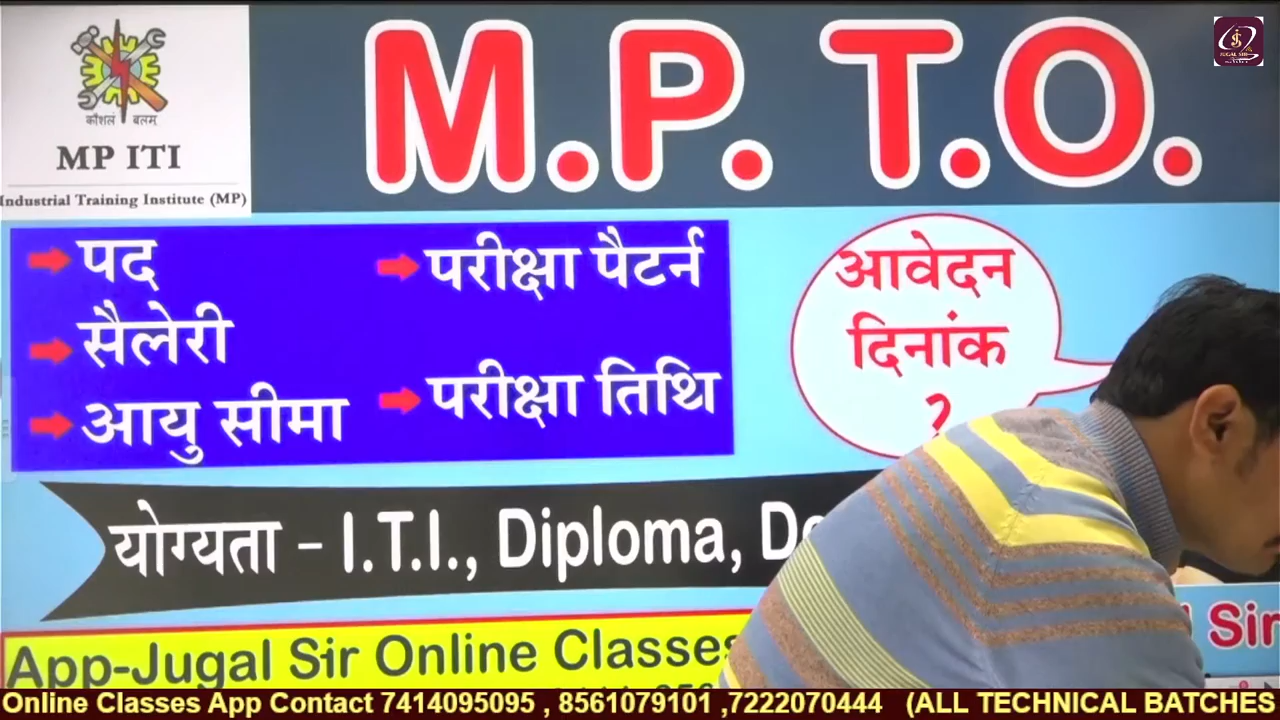 M.P. T.O.
कौशलं बलम्
MP ITI
Industrial Training Institute (MP)
पद
सैलेरी
आयु सीमा
परीक्षा पैटर्न
परीक्षा तिथि
आवेदन
दिनांक
?
योग्यता - I.T.I., Diploma,
Sir
App-Jugal Sir Online Classes
Online Classes App Contact 7414095095 , 8561079101 ,7222070444 (ALL TECHNICAL BATCHES